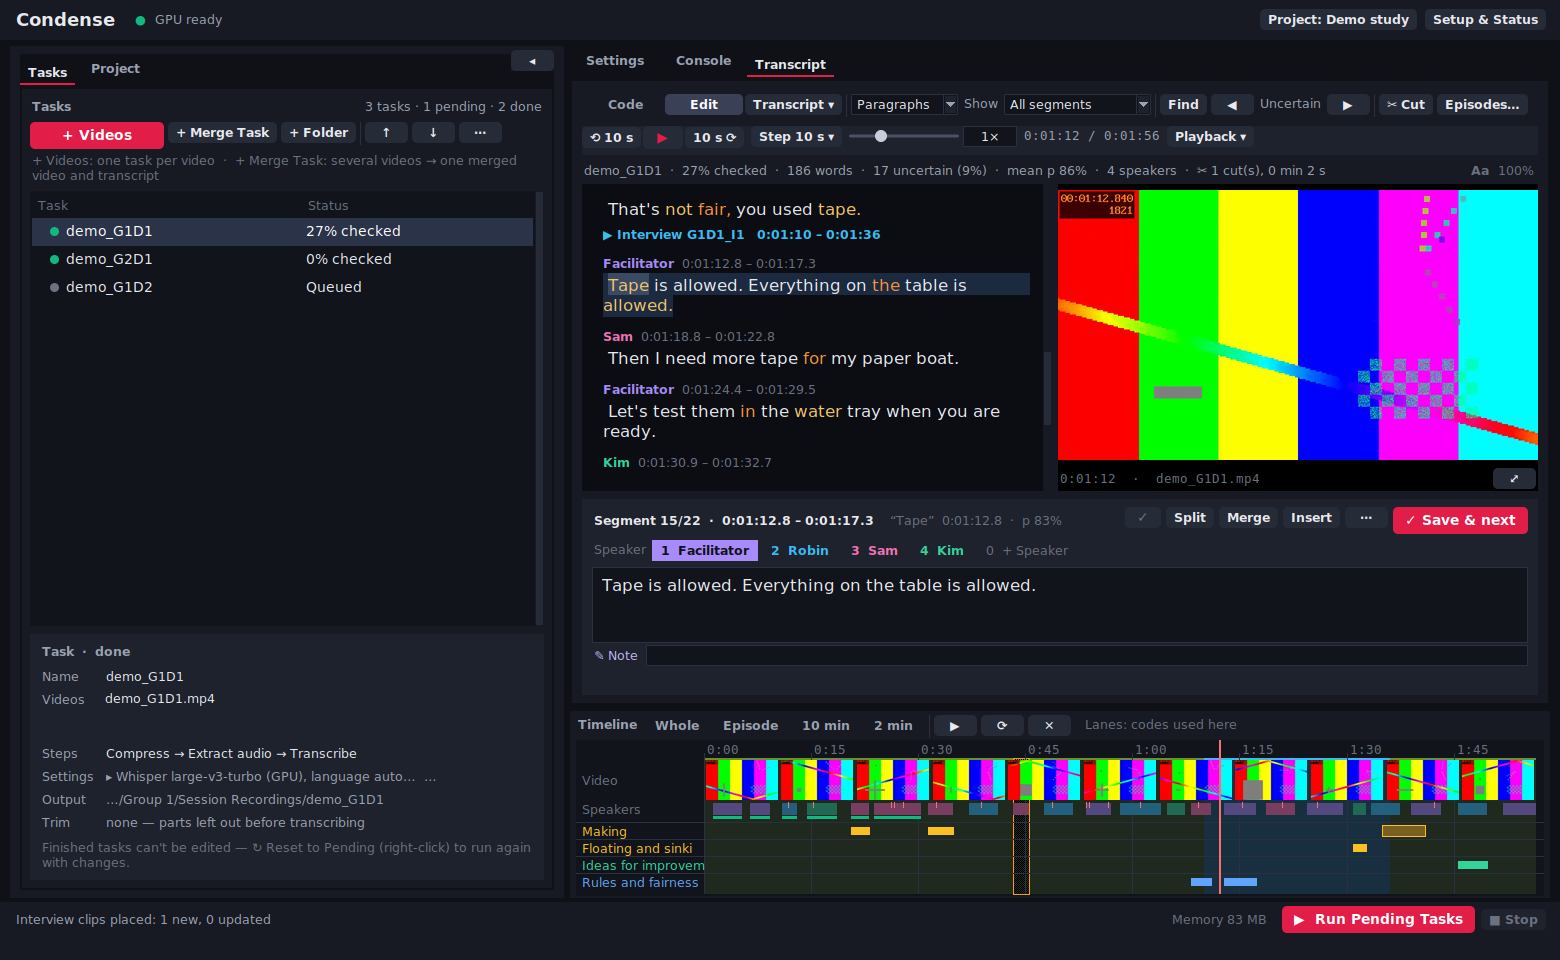 Condense
GPU ready
Project: Demo study
Setup & Status
Tasks
Project
◂
Tasks
3 tasks · 1 pending · 2 done
+ Videos
+ Merge Task
+ Folder
↑
↓
···
+ Videos: one task per video · + Merge Task: several videos → one merged
video and transcript
Task Status
demo_G1D1 27% checked
demo_G2D1 0% checked
demo_G1D2 Queued
Task · done
Name demo_G1D1
Videos demo_G1D1.mp4
Steps Compress → Extract audio → Transcribe
Settings ▸ Whisper large-v3-turbo (GPU), language auto… …
Output …/Group 1/Session Recordings/demo_G1D1
Trim none — parts left out before transcribing
Finished tasks can't be edited — ↻ Reset to Pending (right-click) to run again
with changes.
Settings
Console
Transcript
Code
Edit
Transcript ▾
Paragraphs
Show
All segments
Find
◀
Uncertain
▶
✂ Cut
Episodes…
⟲ 10 s
▶
10 s ⟳
Step 10 s ▾
1×
0:01:12 / 0:01:56
Playback ▾
demo_G1D1 · 27% checked · 186 words · 17 uncertain (9%) · mean p 86% · 4 speakers · ✂ 1 cut(s), 0 min 2 s
Aa 100%
That's not fair, you used tape.
▶ Interview G1D1_I1 0:01:10 – 0:01:36
Facilitator 0:01:12.8 – 0:01:17.3
Tape is allowed. Everything on the table is
allowed.
Sam 0:01:18.8 – 0:01:22.8
Then I need more tape for my paper boat.
Facilitator 0:01:24.4 – 0:01:29.5
Let's test them in the water tray when you are
ready.
Kim 0:01:30.9 – 0:01:32.7
00:01:12.840
1821
0:01:12 · demo_G1D1.mp4
⤢
Segment 15/22 · 0:01:12.8 – 0:01:17.3 “Tape” 0:01:12.8 · p 83%
✓
Split
Merge
Insert
···
✓ Save & next
Speaker
1 Facilitator
2 Robin
3 Sam
4 Kim
0 + Speaker
Tape is allowed. Everything on the table is allowed.
✎ Note
Timeline
Whole
Episode
10 min
2 min
▶
⟳
✕
Lanes: codes used here
0:00 0:15 0:30 0:45 1:00 1:15 1:30 1:45
Video
Speakers
Making
Floating and sinki
Ideas for improvem
Rules and fairness
Interview clips placed: 1 new, 0 updated
Memory 83 MB
▶ Run Pending Tasks
■ Stop